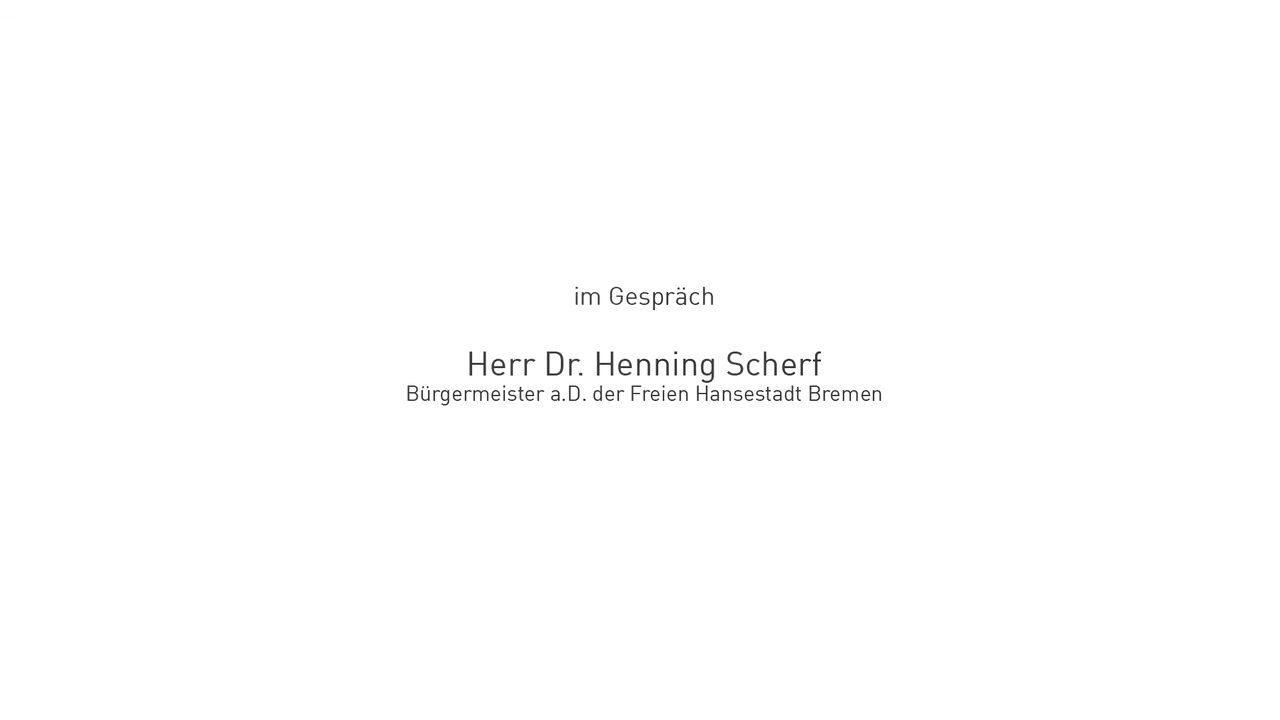 im Gespräch
Herr Dr. Henning Scherf
Bürgermeister a.D. der Freien Hansestadt Bremen